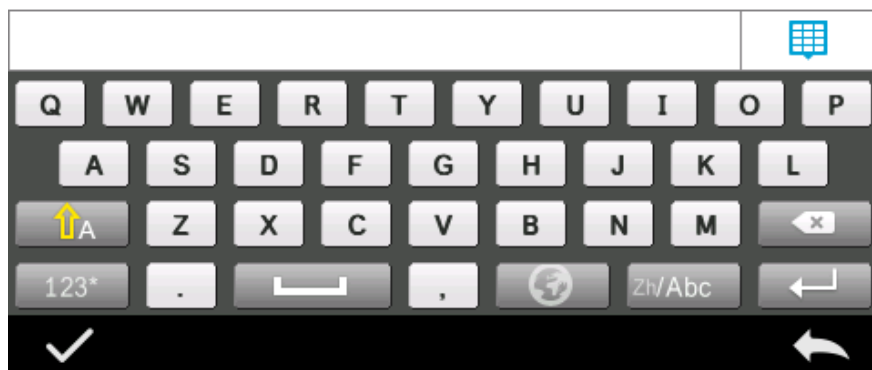 Q W E R T Y U I O P
A S D F G H J K L
A Z X C V B N M
123* . , Zh/Abc